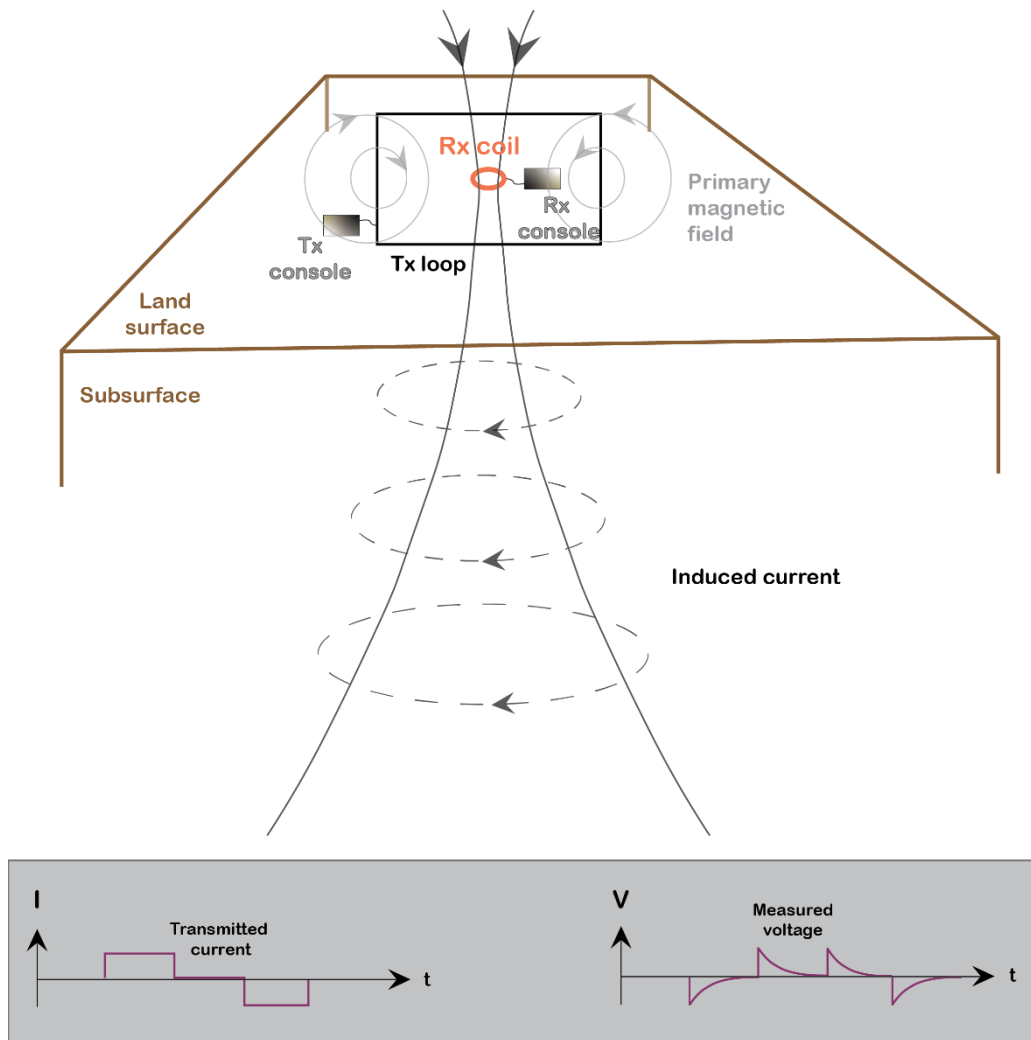 Rx coil
Rx
console
Primary
magnetic
field
Tx
console
Tx loop
Land
surface
Subsurface
Induced current
I
Transmitted
current
t
V
Measured
voltage
t